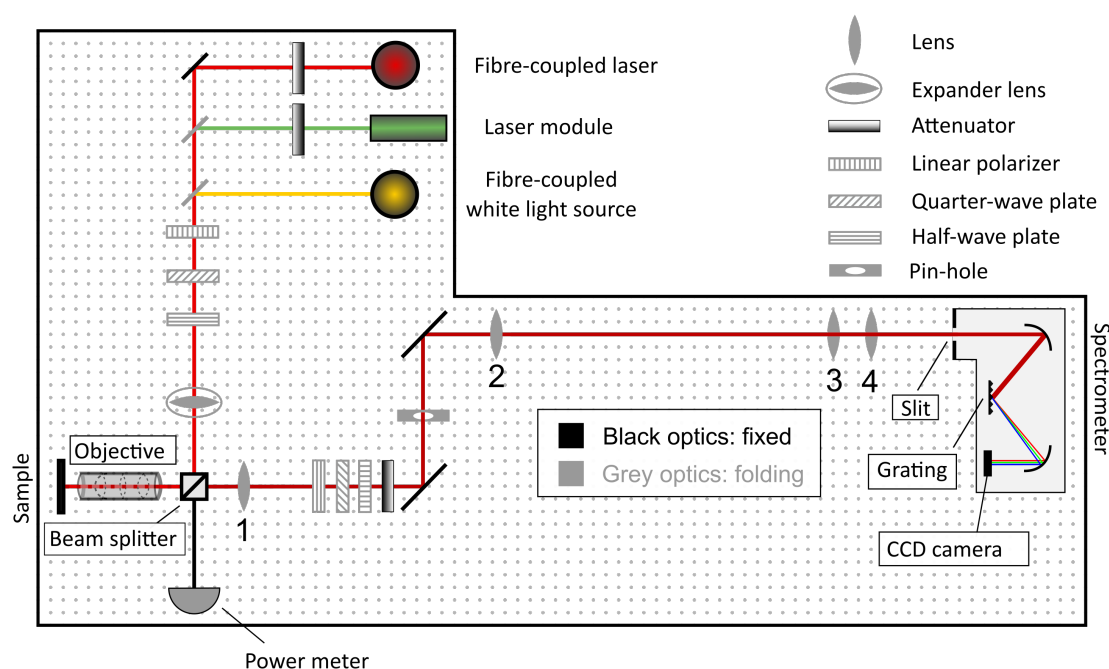 Fibre-coupled laser
Laser module
Fibre-coupled
white light source
Lens
Expander lens
Attenuator
Linear polarizer
Quarter-wave plate
Half-wave plate
Pin-hole
2
3
4
Slit
Spectrometer
Black optics: fixed
Grey optics: folding
Grating
Objective
Sample
1
Beam splitter
CCD camera
Power meter